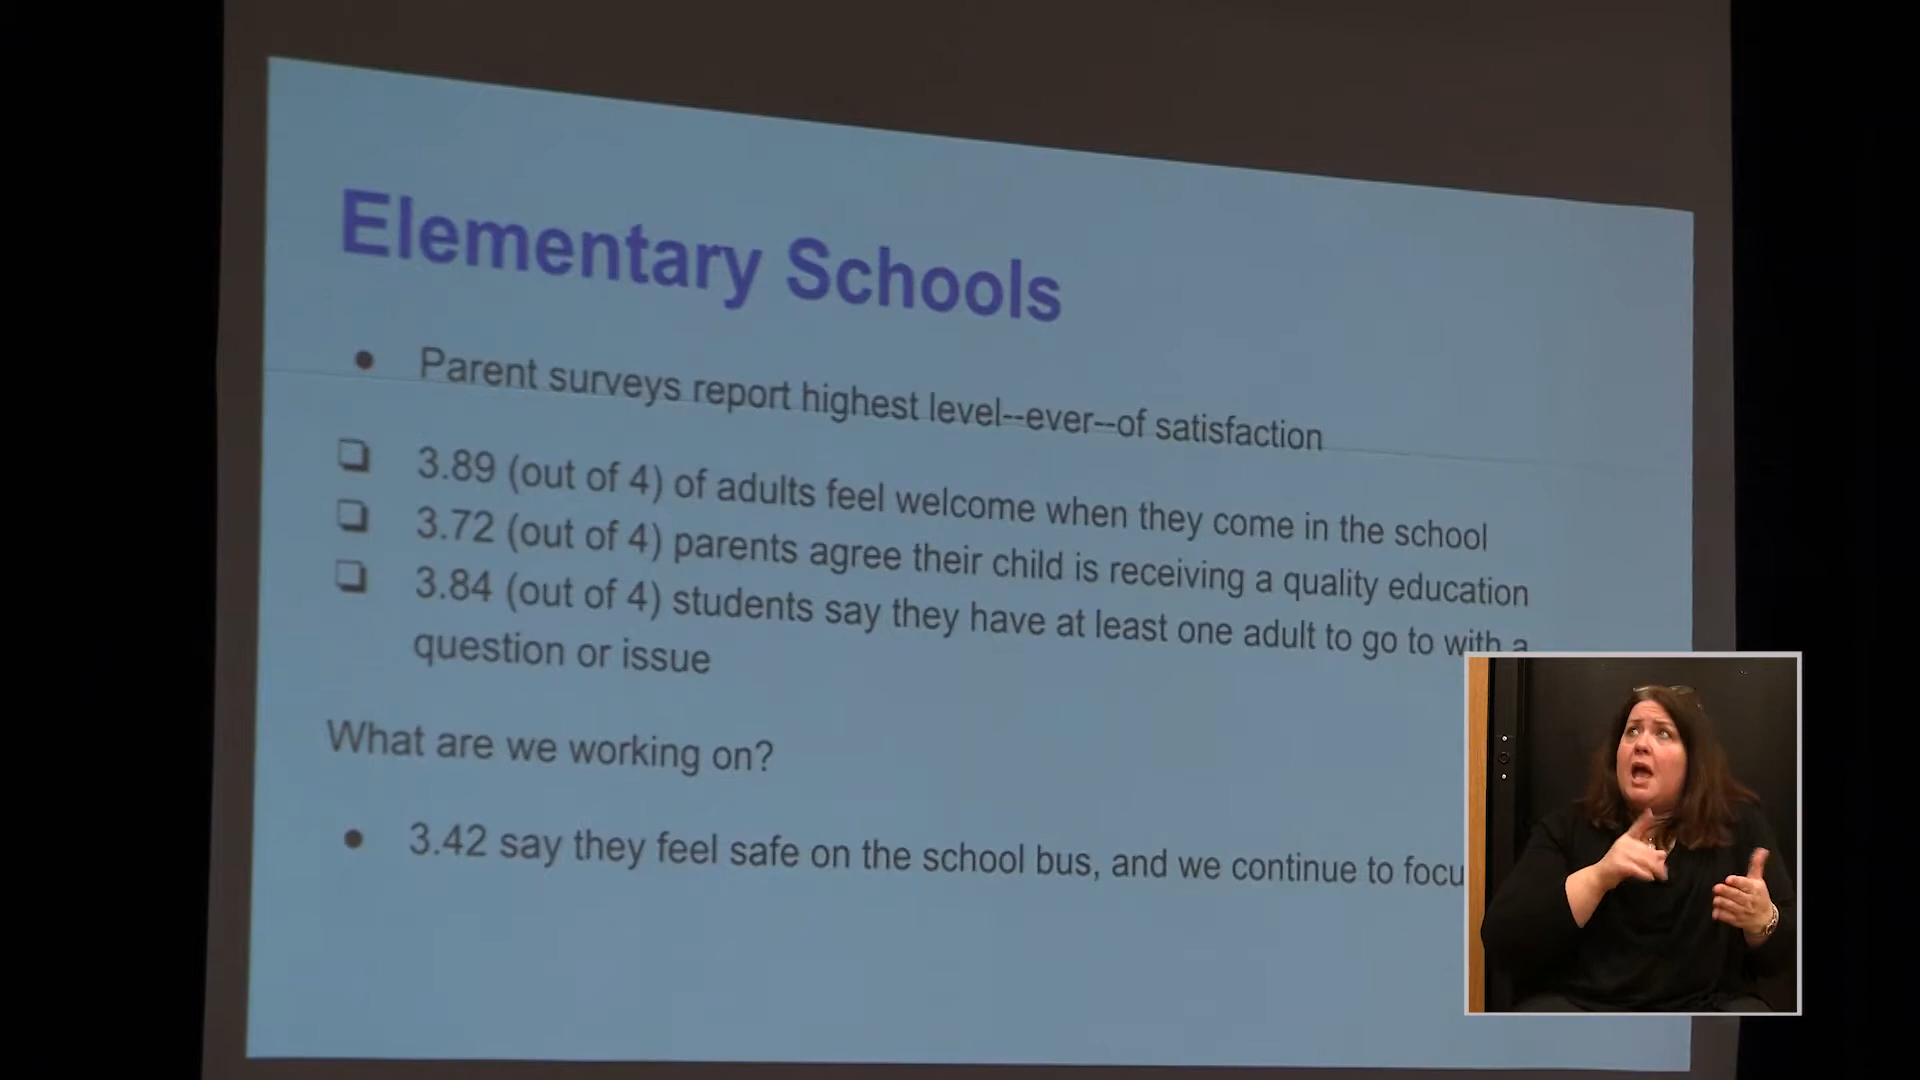 Elementary Schools
● Parent surveys report highest level--ever--of satisfaction
❏ 3.89 (out of 4) of adults feel welcome when they come in the school
❏ 3.72 (out of 4) parents agree their child is receiving a quality education
❏ 3.84 (out of 4) students say they have at least one adult to go to with a
question or issue
What are we working on?
● 3.42 say they feel safe on the school bus, and we continue to